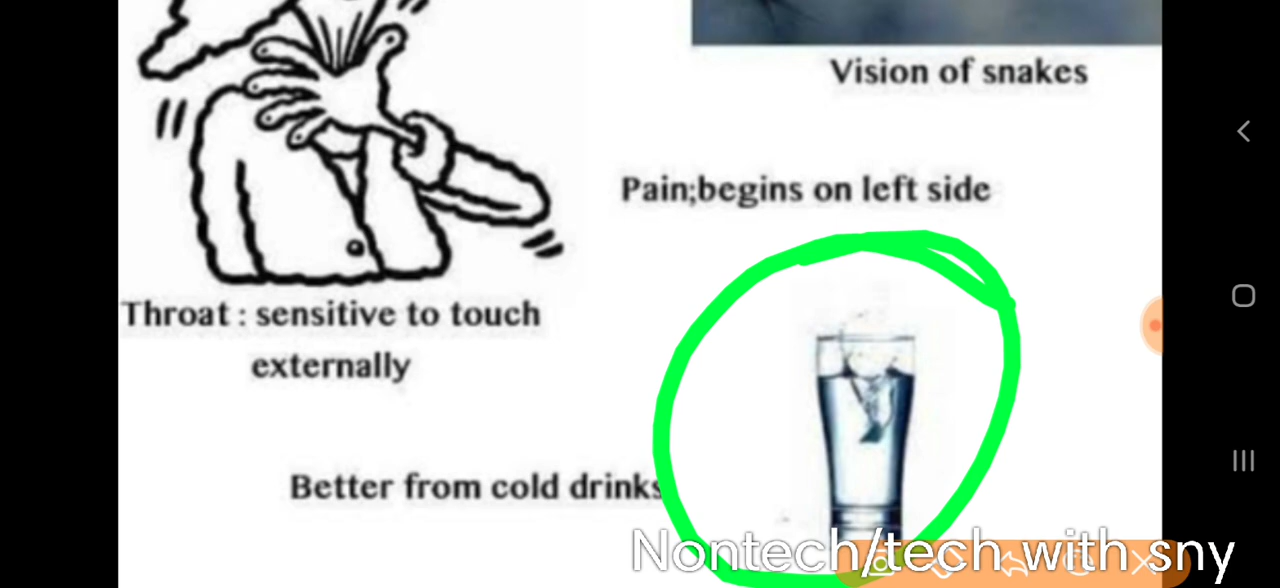 Vision of snakes
Pain;begins on left side
Throat : sensitive to touch
externally
Better from cold drinks
Nontech/tech with sny